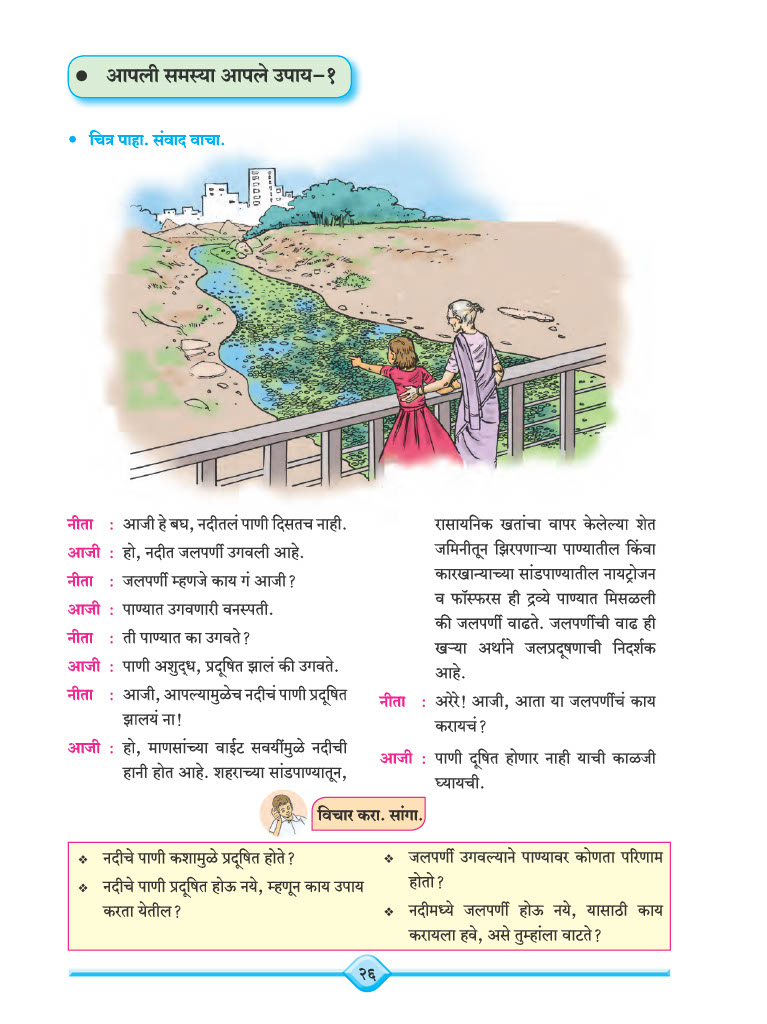 • आपली समस्या आपले उपाय–१
• चित्र पाहा. संवाद वाचा.
नीता : आजी हे बघ, नदीतलं पाणी दिसतच नाही.
आजी : हो, नदीत जलपर्णी उगवली आहे.
नीता : जलपर्णी म्हणजे काय गं आजी?
आजी : पाण्यात उगवणारी वनस्पती.
नीता : ती पाण्यात का उगवते?
आजी : पाणी अशुद्ध, प्रदूषित झालं की उगवते.
नीता : आजी, आपल्यामुळेच नदीचं पाणी प्रदूषित
झालयं ना!
आजी : हो, माणसांच्या वाईट सवयींमुळे नदीची
हानी होत आहे. शहराच्या सांडपाण्यातून,
रासायनिक खतांचा वापर केलेल्या शेत
जमिनीतून झिरपणाऱ्या पाण्यातील किंवा
कारखान्याच्या सांडपाण्यातील नायट्रोजन
व फॉस्फरस ही द्रव्ये पाण्यात मिसळली
की जलपर्णी वाढते. जलपर्णीची वाढ ही
खऱ्या अर्थाने जलप्रदूषणाची निदर्शक
आहे.
नीता : अरेरे! आजी, आता या जलपर्णीचं काय
करायचं?
आजी : पाणी दूषित होणार नाही याची काळजी
घ्यायची.
विचार करा. सांगा.
❖ नदीचे पाणी कशामुळे प्रदूषित होते?
❖ नदीचे पाणी प्रदूषित होऊ नये, म्हणून काय उपाय
करता येतील?
❖ जलपर्णी उगवल्याने पाण्यावर कोणता परिणाम
होतो?
❖ नदीमध्ये जलपर्णी होऊ नये, यासाठी काय
करायला हवे, असे तुम्हांला वाटते?
२६